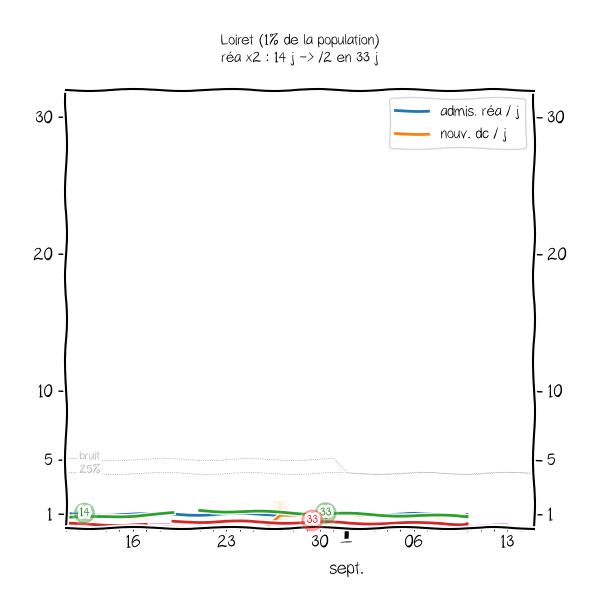 Loiret (1% de la population)
réa x2 : 14 j -> /2 en 33 j
admis. réa / j
nouv. dc / j
30 30
20 20
10 10
5 5
bruit
25%
1 1
14 33 33
16 23 30 06 13
sept.